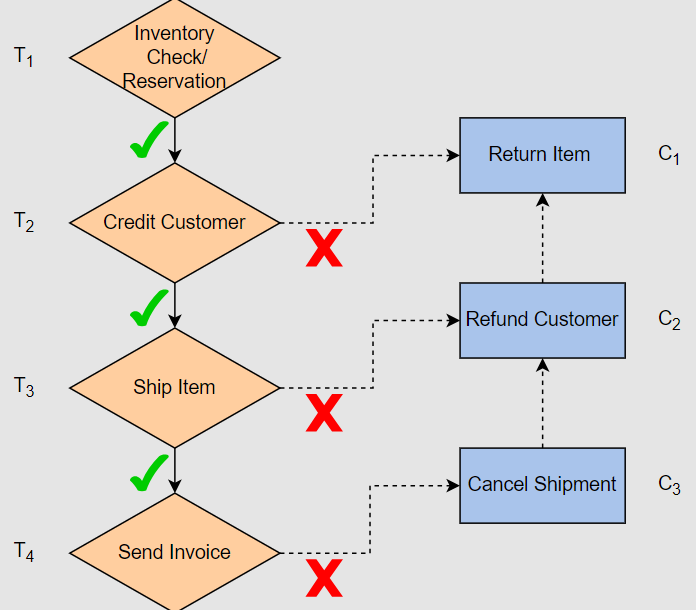 T1
Inventory
Check/
Reservation
Return Item
C1
T2
Credit Customer
X
Refund Customer
C2
T3
Ship Item
X
Cancel Shipment
C3
T4
Send Invoice
X